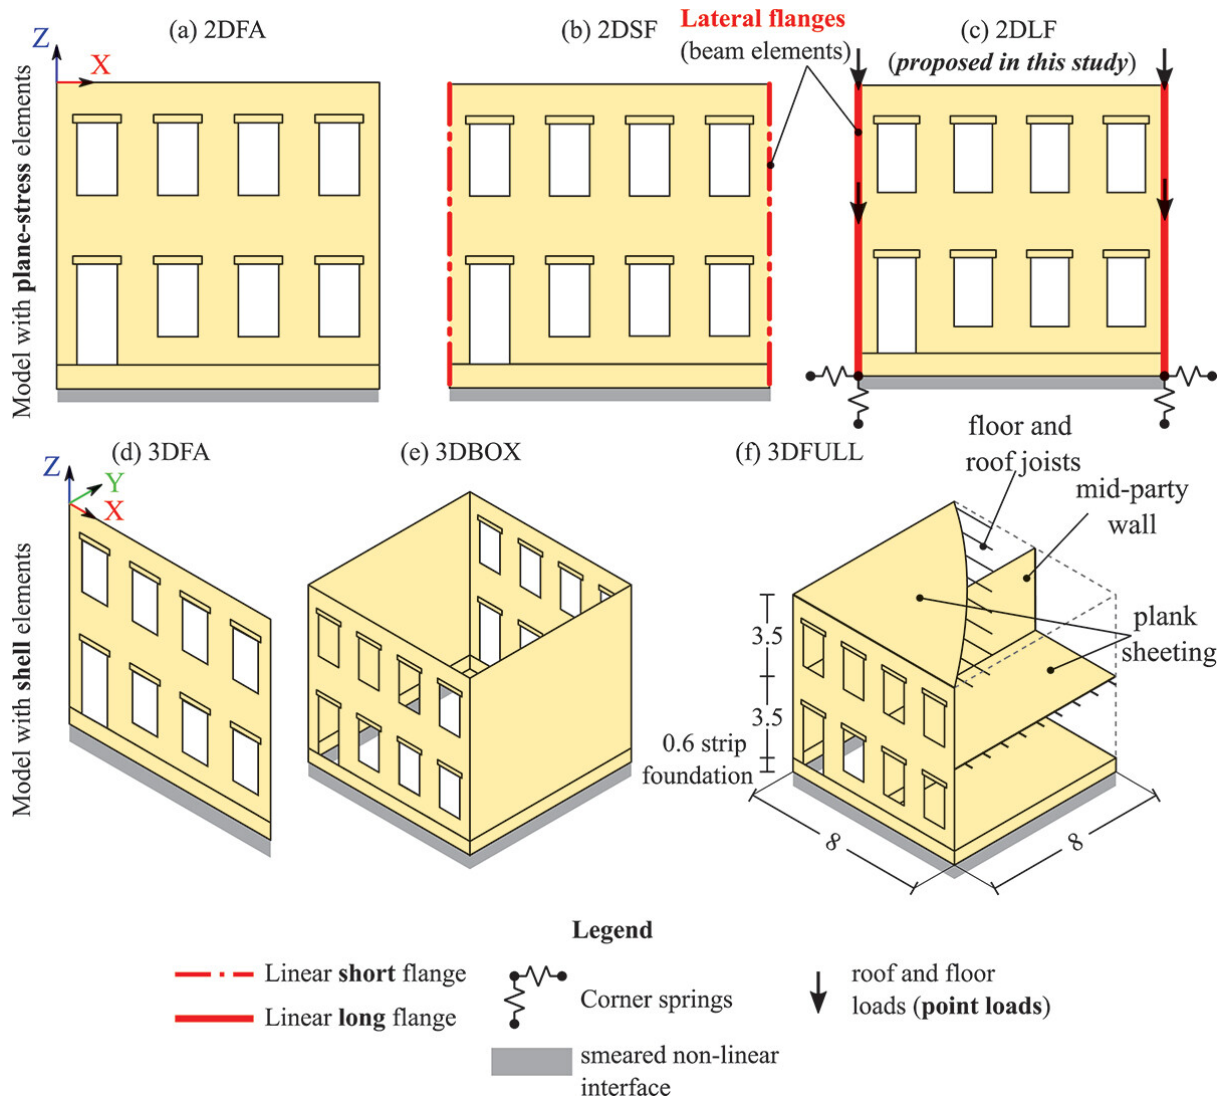 (a) 2DFA
(b) 2DSF
Lateral flanges
(beam elements)
(c) 2DLF
(proposed in this study)
Z
X
Model with plane-stress elements
(d) 3DFA
(e) 3DBOX
(f) 3DFULL
Z
Y
X
Model with shell elements
floor and
roof joists
mid-party
wall
plank
sheeting
3.5
3.5
0.6 strip
foundation
8
8
Legend
Linear short flange
Linear long flange
Corner springs
smeared non-linear
interface
roof and floor
loads (point loads)